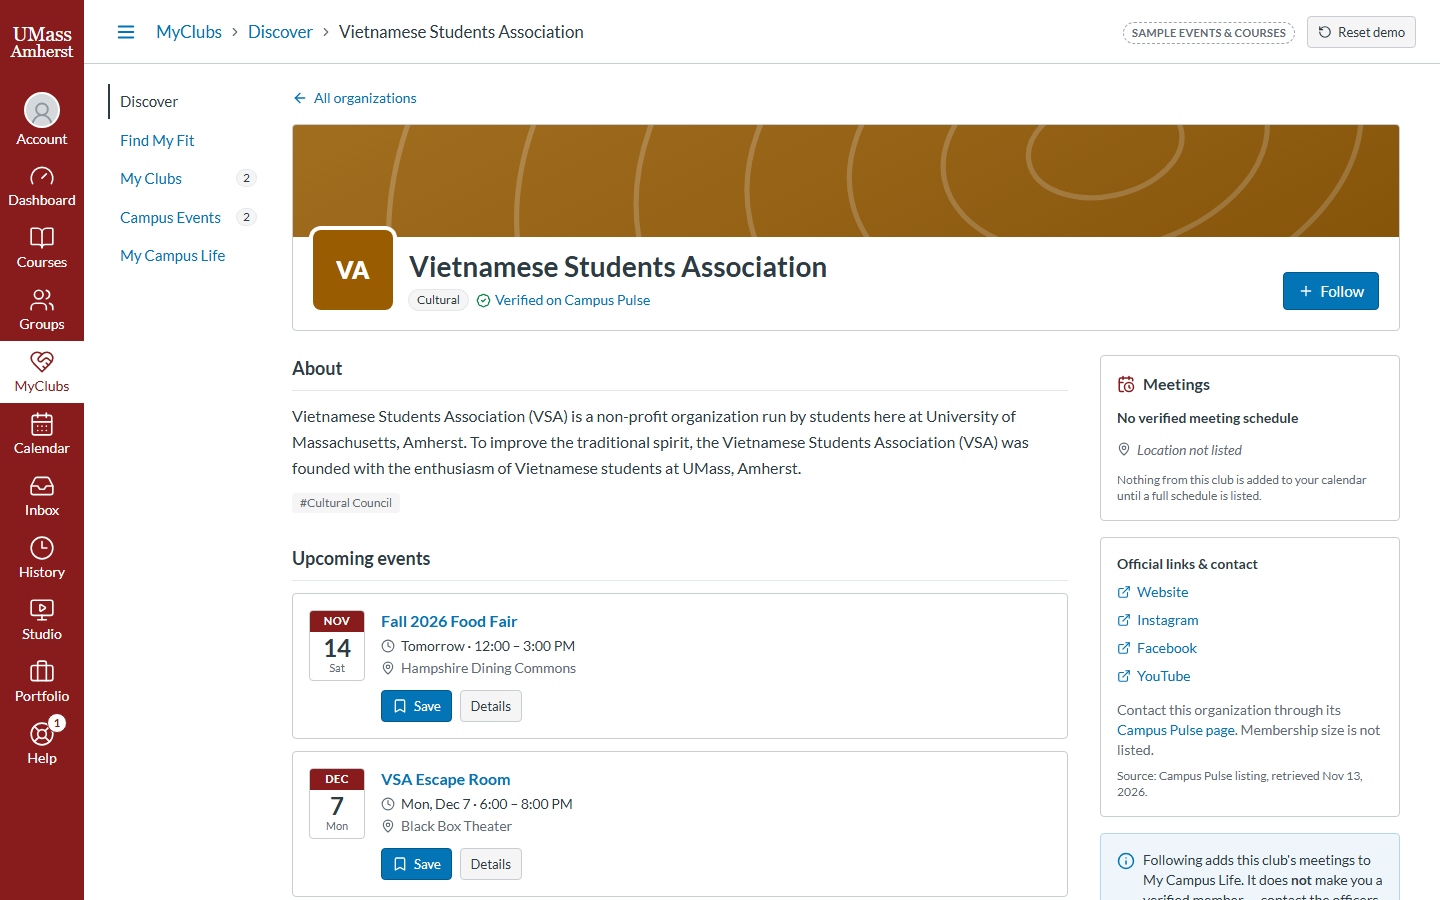 UMass
Amherst
Account
Dashboard
Courses
Groups
MyClubs
Calendar
Inbox
History
Studio
Portfolio
1
Help
MyClubs > Discover > Vietnamese Students Association
SAMPLE EVENTS & COURSES
Reset demo
Discover
Find My Fit
My Clubs 2
Campus Events 2
My Campus Life
All organizations
VA
Vietnamese Students Association
Cultural
Verified on Campus Pulse
+ Follow
About
Vietnamese Students Association (VSA) is a non-profit organization run by students here at University of
Massachusetts, Amherst. To improve the traditional spirit, the Vietnamese Students Association (VSA) was
founded with the enthusiasm of Vietnamese students at UMass, Amherst.
#Cultural Council
Upcoming events
NOV
14
Sat
Fall 2026 Food Fair
Tomorrow · 12:00 – 3:00 PM
Hampshire Dining Commons
Save
Details
DEC
7
Mon
VSA Escape Room
Mon, Dec 7 · 6:00 – 8:00 PM
Black Box Theater
Save
Details
Meetings
No verified meeting schedule
Location not listed
Nothing from this club is added to your calendar
until a full schedule is listed.
Official links & contact
Website
Instagram
Facebook
YouTube
Contact this organization through its
Campus Pulse page. Membership size is not
listed.
Source: Campus Pulse listing, retrieved Nov 13,
2026.
Following adds this club's meetings to
My Campus Life. It does not make you a
verified member — contact the officers